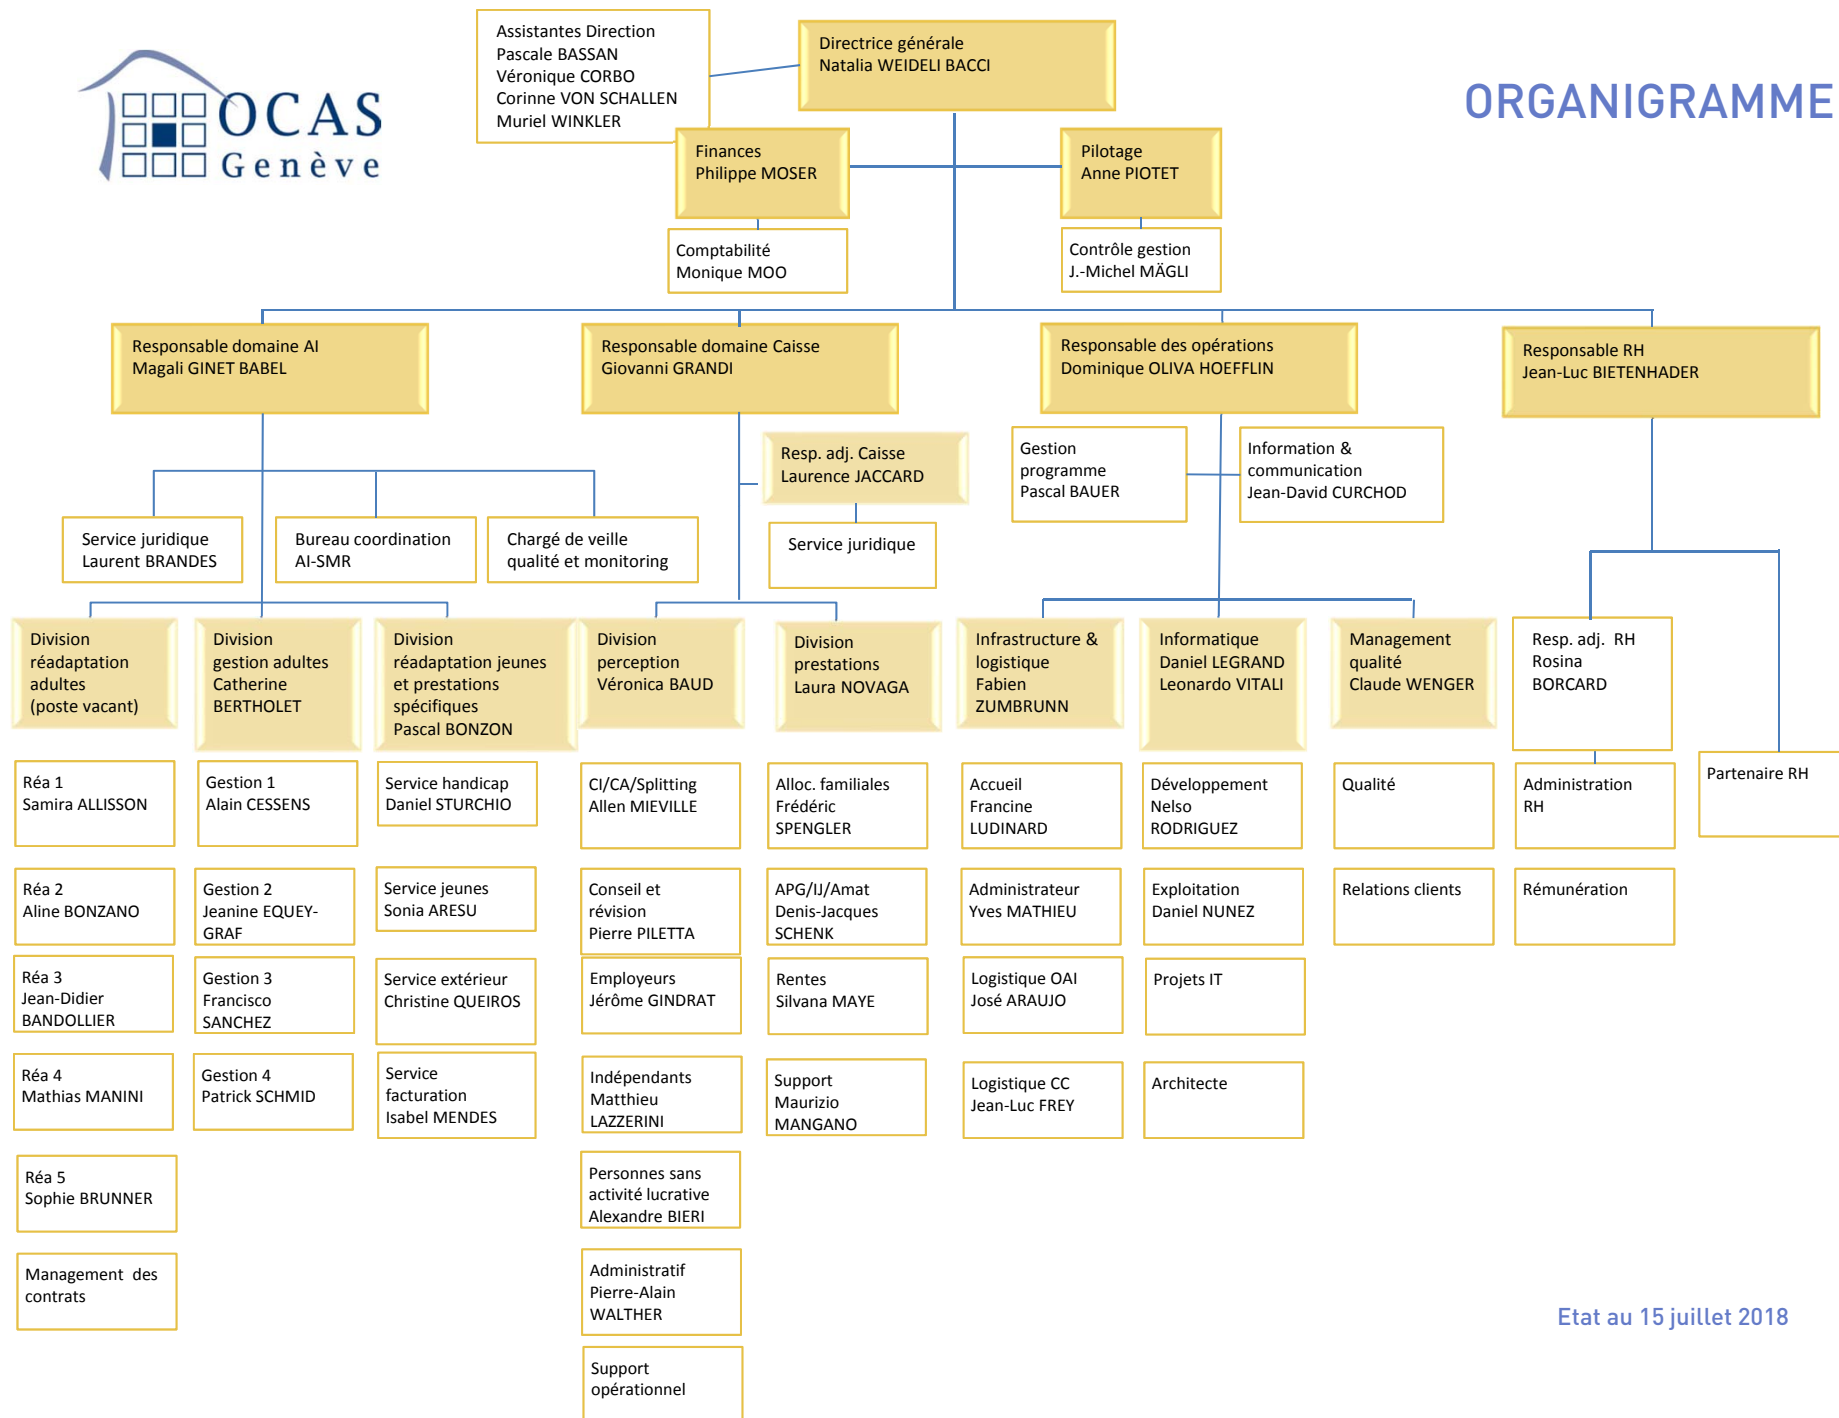 OCAS
Genève
Assistantes Direction
Pascale BASSAN
Véronique CORBO
Corinne VON SCHALLEN
Muriel WINKLER
Directrice générale
Natalia WEIDELI BACCI
ORGANIGRAMME
Finances
Philippe MOSER
Pilotage
Anne PIOTET
Comptabilité
Monique MOO
Contrôle gestion
J.-Michel MÄGLI
Responsable domaine AI
Magali GINET BABEL
Responsable domaine Caisse
Giovanni GRANDI
Responsable des opérations
Dominique OLIVA HOEFFLIN
Responsable RH
Jean-Luc BIETENHADER
Service juridique
Laurent BRANDES
Bureau coordination
AI-SMR
Chargé de veille
qualité et monitoring
Resp. adj. Caisse
Laurence JACCARD
Service juridique
Gestion
programme
Pascal BAUER
Information &
communication
Jean-David CURCHOD
Division
réadaptation
adultes
(poste vacant)
Division
gestion adultes
Catherine
BERTHOLET
Division
réadaptation jeunes
et prestations
spécifiques
Pascal BONZON
Division
perception
Véronica BAUD
Division
prestations
Laura NOVAGA
Infrastructure &
logistique
Fabien
ZUMBRUNN
Informatique
Daniel LEGRAND
Leonardo VITALI
Management
qualité
Claude WENGER
Resp. adj.  RH
Rosina
BORCARD
Réa 1
Samira ALLISSON
Gestion 1
Alain CESSENS
Service handicap
Daniel STURCHIO
CI/CA/Splitting
Allen MIEVILLE
Alloc. familiales
Frédéric
SPENGLER
Accueil
Francine
LUDINARD
Développement
Nelso
RODRIGUEZ
Qualité
Administration
RH
Partenaire RH
Réa 2
Aline BONZANO
Gestion 2
Jeanine EQUEY-
GRAF
Service jeunes
Sonia ARESU
Conseil et
révision
Pierre PILETTA
APG/IJ/Amat
Denis-Jacques
SCHENK
Administrateur
Yves MATHIEU
Exploitation
Daniel NUNEZ
Relations clients
Rémunération
Réa 3
Jean-Didier
BANDOLLIER
Gestion 3
Francisco
SANCHEZ
Service extérieur
Christine QUEIROS
Employeurs
Jérôme GINDRAT
Rentes
Silvana MAYE
Logistique OAI
José ARAUJO
Projets IT
Réa 4
Mathias MANINI
Gestion 4
Patrick SCHMID
Service
facturation
Isabel MENDES
Indépendants
Matthieu
LAZZERINI
Support
Maurizio
MANGANO
Logistique CC
Jean-Luc FREY
Architecte
Réa 5
Sophie BRUNNER
Personnes sans
activité lucrative
Alexandre BIERI
Management  des
contrats
Administratif
Pierre-Alain
WALTHER
Support
opérationnel
Etat au 15 juillet 2018